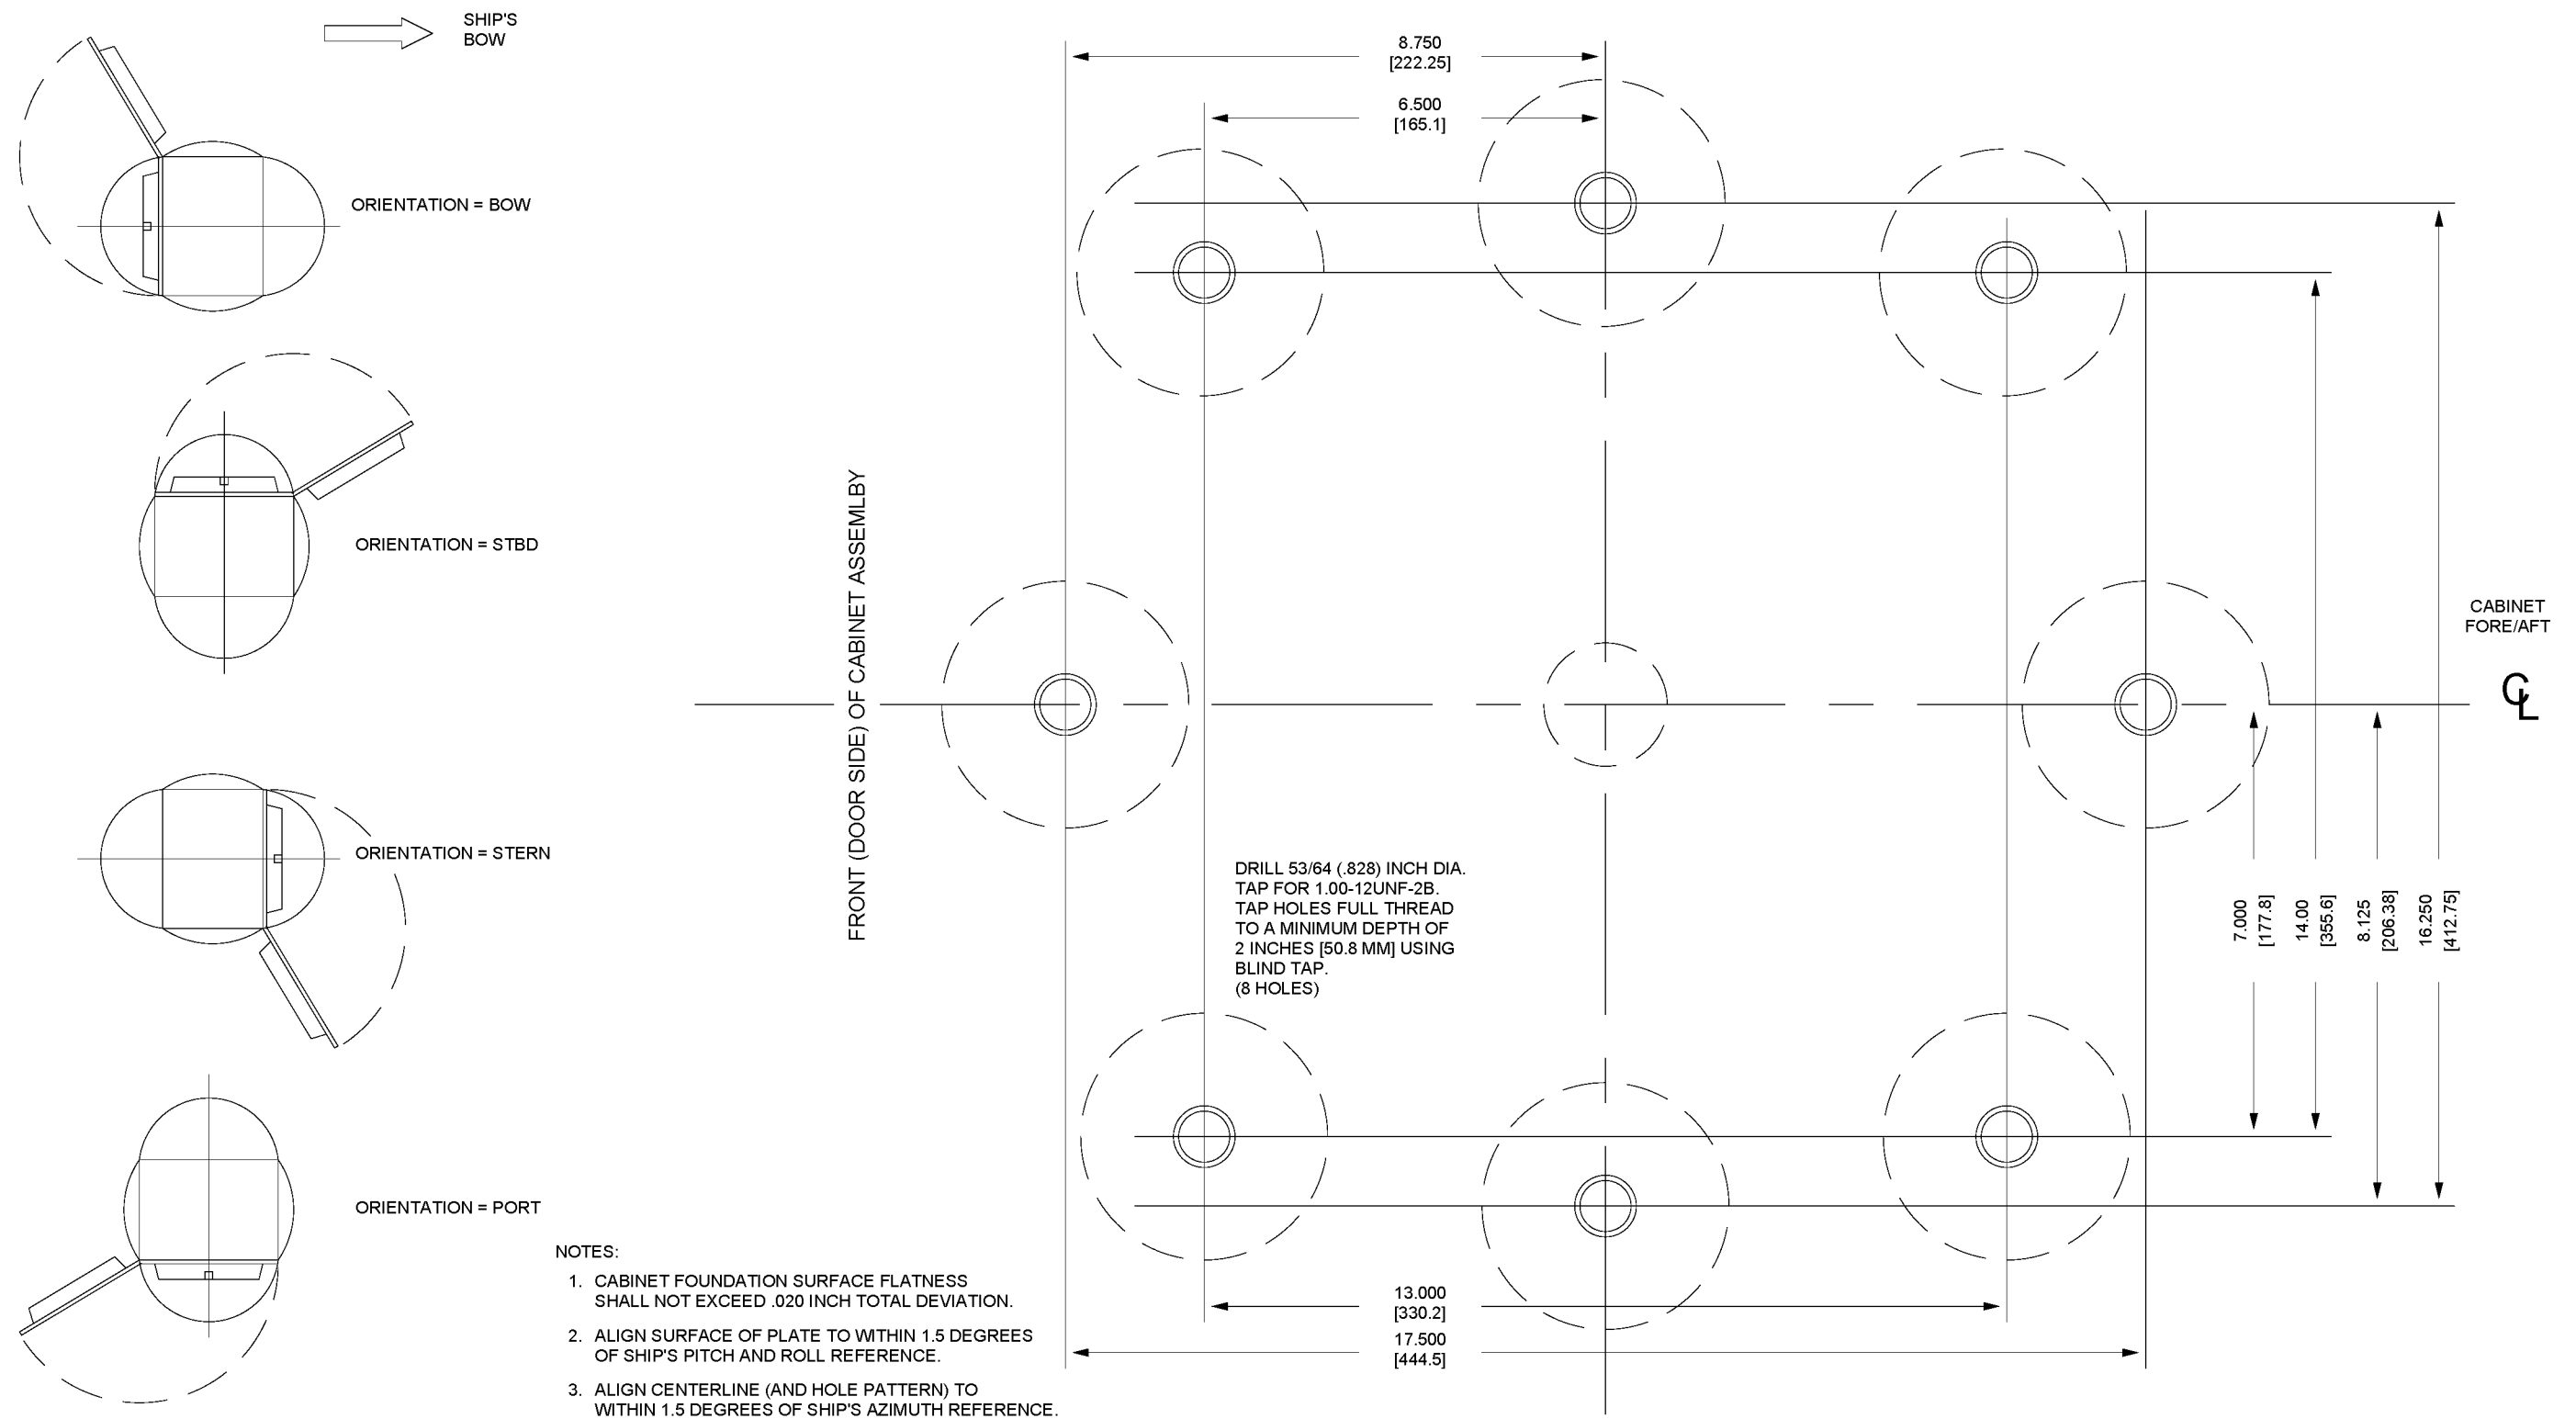 SHIP'S
BOW
8.750
[222.25]
6.500
[165.1]
ORIENTATION = BOW
ORIENTATION = STBD
FRONT (DOOR SIDE) OF CABINET ASSEMLBY
CABINET
FORE/AFT
CL
ORIENTATION = STERN
DRILL 53/64 (.828) INCH DIA.
TAP FOR 1.00-12UNF-2B.
TAP HOLES FULL THREAD
TO A MINIMUM DEPTH OF
2 INCHES [50.8 MM] USING
BLIND TAP.
(8 HOLES)
7.000
[177.8]
14.00
[355.6]
8.125
[206.38]
16.250
[412.75]
ORIENTATION = PORT
NOTES:
1. CABINET FOUNDATION SURFACE FLATNESS
SHALL NOT EXCEED .020 INCH TOTAL DEVIATION.
2. ALIGN SURFACE OF PLATE TO WITHIN 1.5 DEGREES
OF SHIP'S PITCH AND ROLL REFERENCE.
3. ALIGN CENTERLINE (AND HOLE PATTERN) TO
WITHIN 1.5 DEGREES OF SHIP'S AZIMUTH REFERENCE.
13.000
[330.2]
17.500
[444.5]